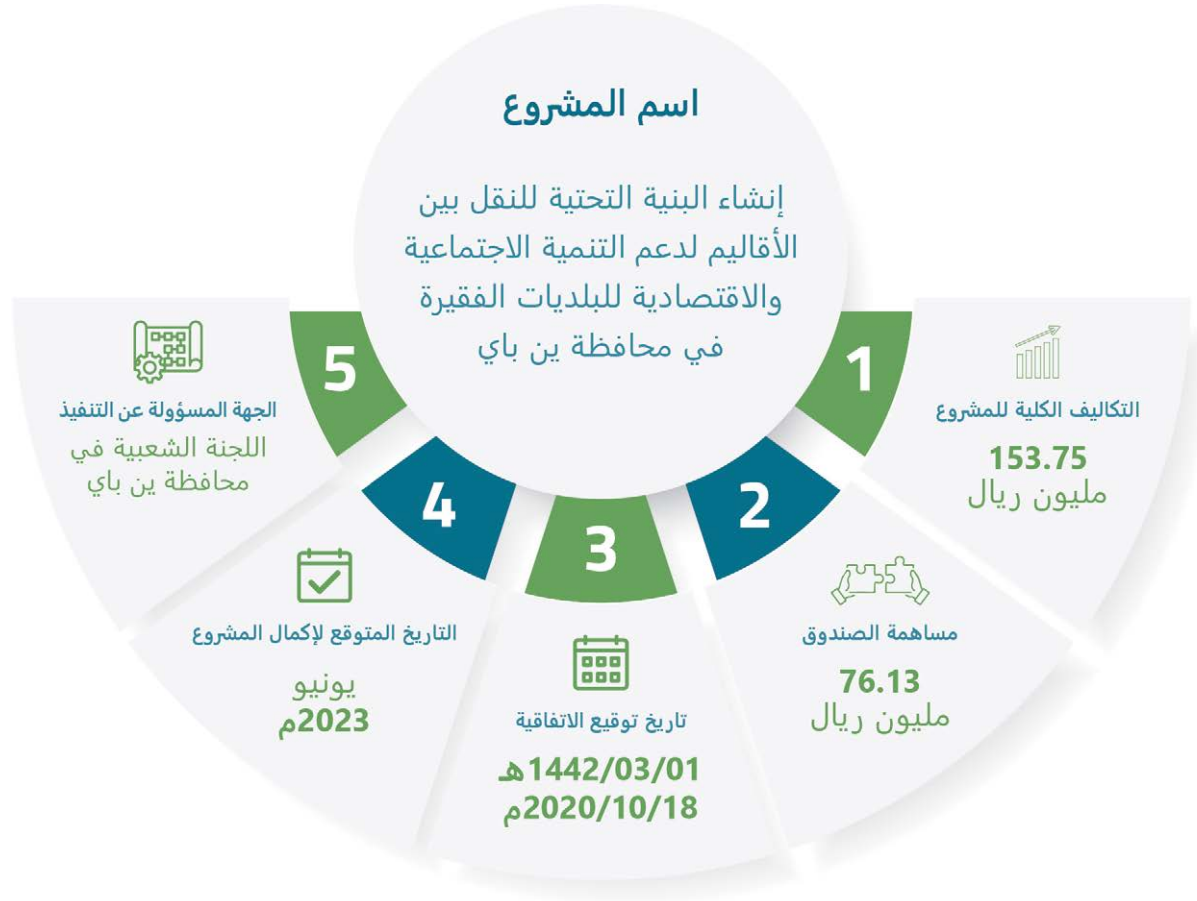 اسم المشروع
إنشاء البنية التحتية للنقل بين
الأقاليم لدعم التنمية الاجتماعية
والاقتصادية للبلديات الفقيرة
في محافظة ين باي
1
التكاليف الكلية للمشروع
153.75
مليون ريال
2
مساهمة الصندوق
76.13
مليون ريال
3
تاريخ توقيع الاتفاقية
1442/03/01هـ
2020/10/18م
4
التاريخ المتوقع لإكمال المشروع
يونيو
2023م
5
الجهة المسؤولة عن التنفيذ
اللجنة الشعبية في
محافظة ين باي